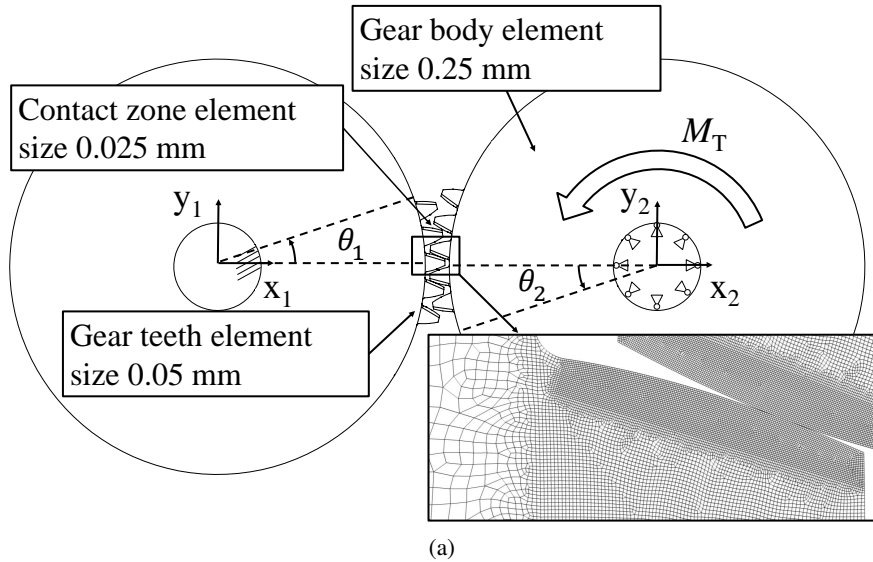 Gear body element
size 0.25 mm
Contact zone element
size 0.025 mm
M_T
y_1
y_2
θ_1
θ_2
x_1
x_2
Gear teeth element
size 0.05 mm
(a)